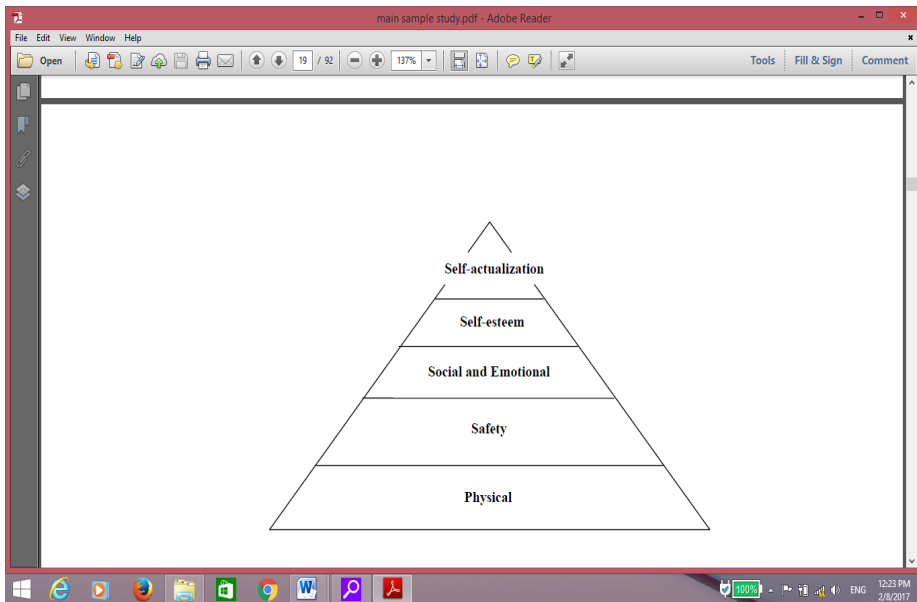 main sample study.pdf - Adobe Reader
File Edit View Window Help
Open 19 / 92 137% Tools Fill & Sign Comment
Self-actualization
Self-esteem
Social and Emotional
Safety
Physical
100% ENG 12:23 PM
2/8/2017